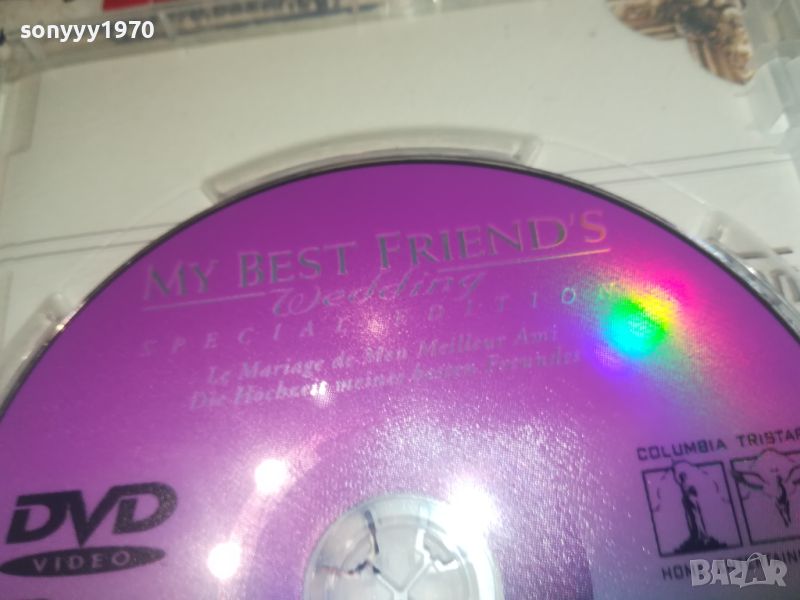 sonyyy1970
MY BEST FRIEND'S
Wedding
SPECIAL EDITION
Le Mariage de Mon Meilleur Ami
Die Hochzeit meines besten Freundes
COLUMBIA TRISTAR
DVD
VIDEO
BAZAR